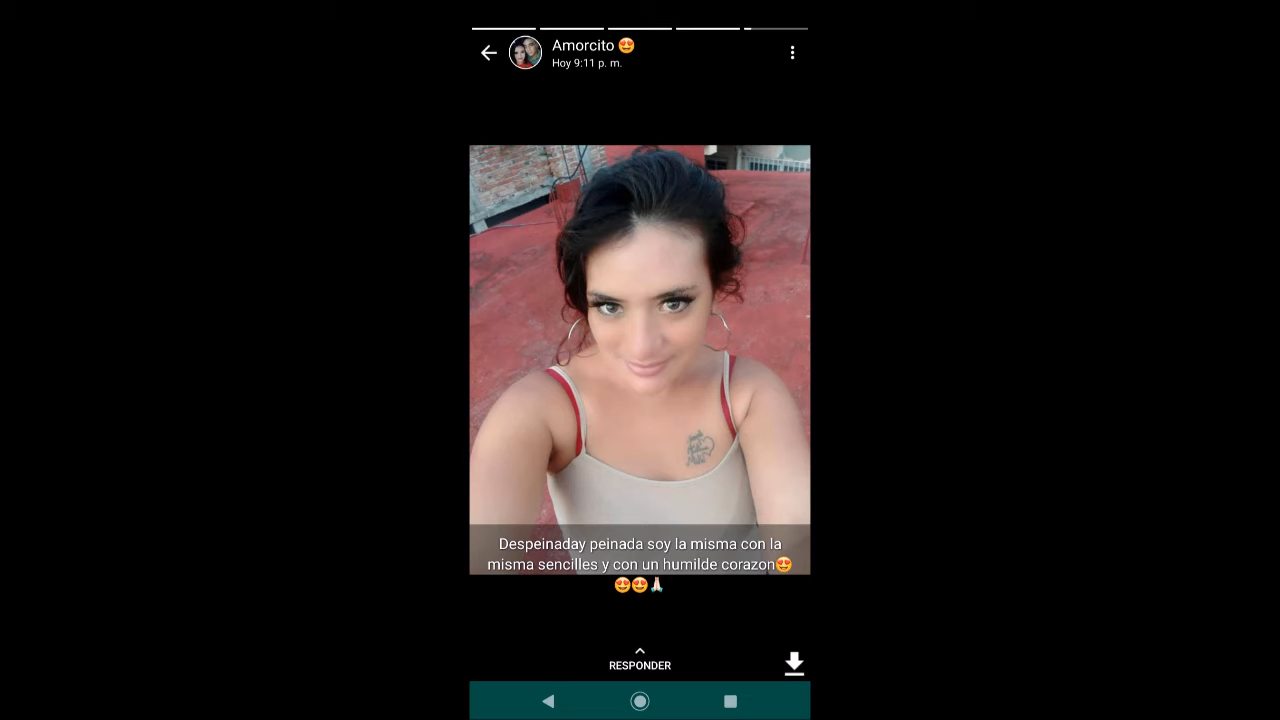 Amorcito 😍
Hoy 9:11 p. m.
Despeinaday peinada soy la misma con la
misma sencilles y con un humilde corazon😍
😍😍🙏🏻
RESPONDER